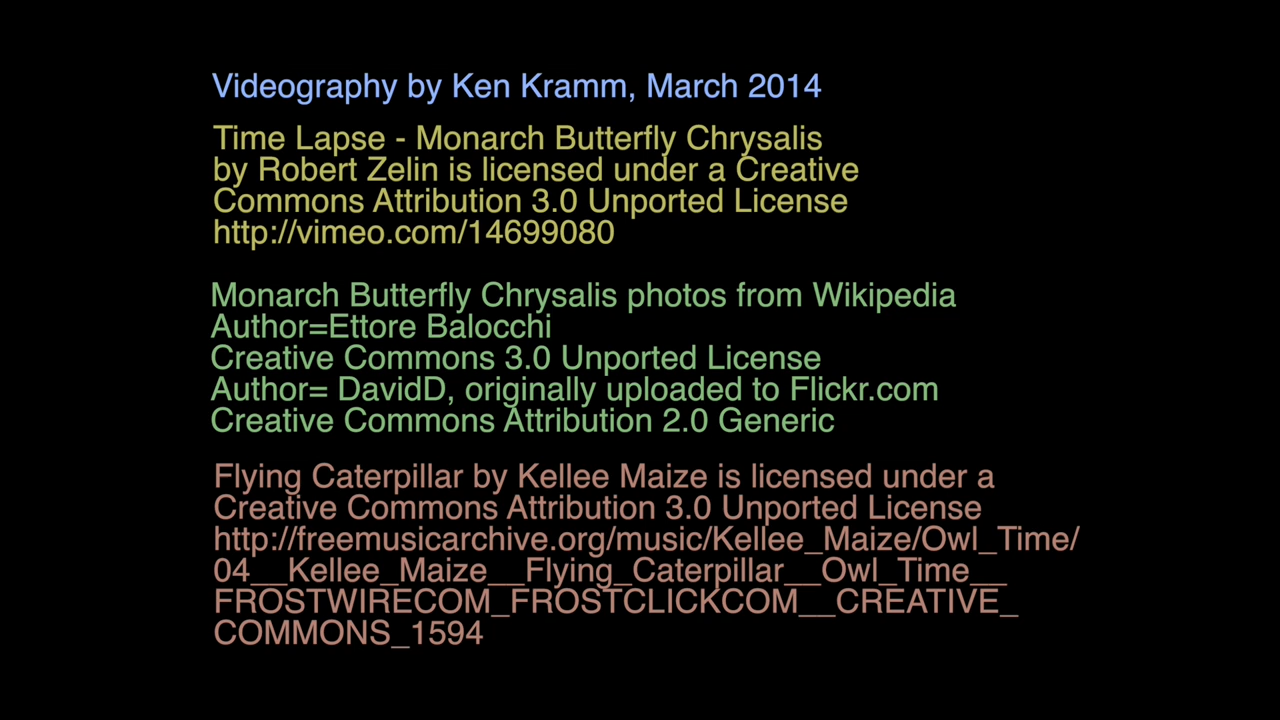 Videography by Ken Kramm, March 2014
Time Lapse - Monarch Butterfly Chrysalis
by Robert Zelin is licensed under a Creative
Commons Attribution 3.0 Unported License
http://vimeo.com/14699080
Monarch Butterfly Chrysalis photos from Wikipedia
Author=Ettore Balocchi
Creative Commons 3.0 Unported License
Author= DavidD, originally uploaded to Flickr.com
Creative Commons Attribution 2.0 Generic
Flying Caterpillar by Kellee Maize is licensed under a
Creative Commons Attribution 3.0 Unported License
http://freemusicarchive.org/music/Kellee_Maize/Owl_Time/
04__Kellee_Maize__Flying_Caterpillar__Owl_Time__
FROSTWIRECOM_FROSTCLICKCOM__CREATIVE_
COMMONS_1594